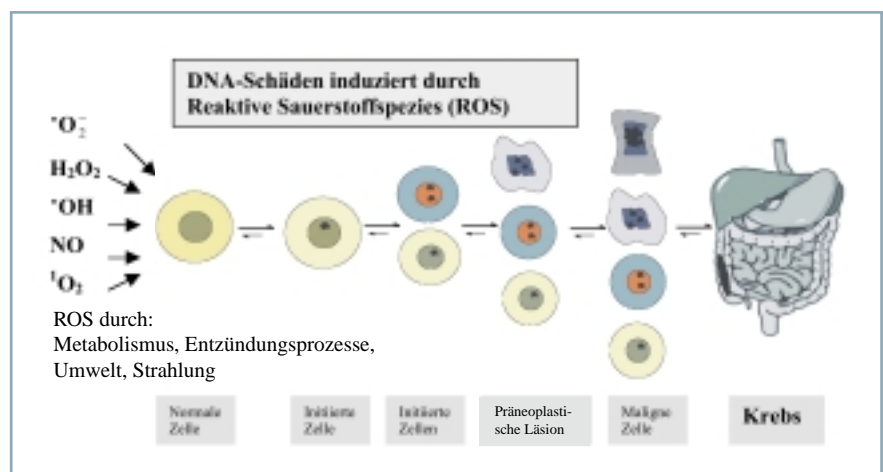 DNA-Schäden induziert durch
Reaktive Sauerstoffspezies (ROS)
•O₂⁻
H₂O₂
•OH
NO
¹O₂
ROS durch:
Metabolismus, Entzündungsprozesse,
Umwelt, Strahlung
Normale
Zelle
Initiierte
Zelle
Initiierte
Zellen
Präneoplasti-
sche Läsion
Maligne
Zelle
Krebs